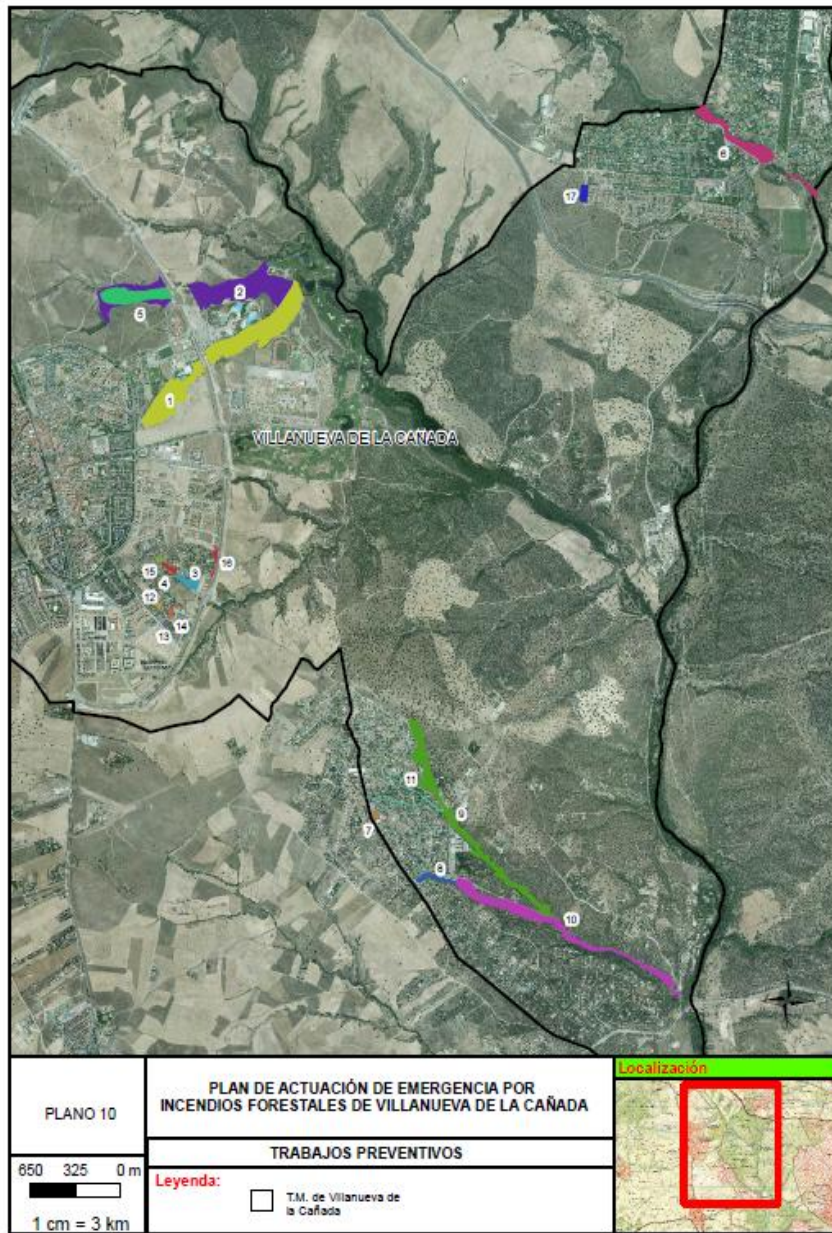 6
17
2
5
1
VILLANUEVA DE LA CAÑADA
16
15
3
4
12
14
13
11
9
7
8
10
PLANO 10
PLAN DE ACTUACIÓN DE EMERGENCIA POR
INCENDIOS FORESTALES DE VILLANUEVA DE LA CAÑADA
TRABAJOS PREVENTIVOS
650 325 0 m
1 cm = 3 km
Leyenda:
T.M. de Villanueva de
la Cañada
Localización